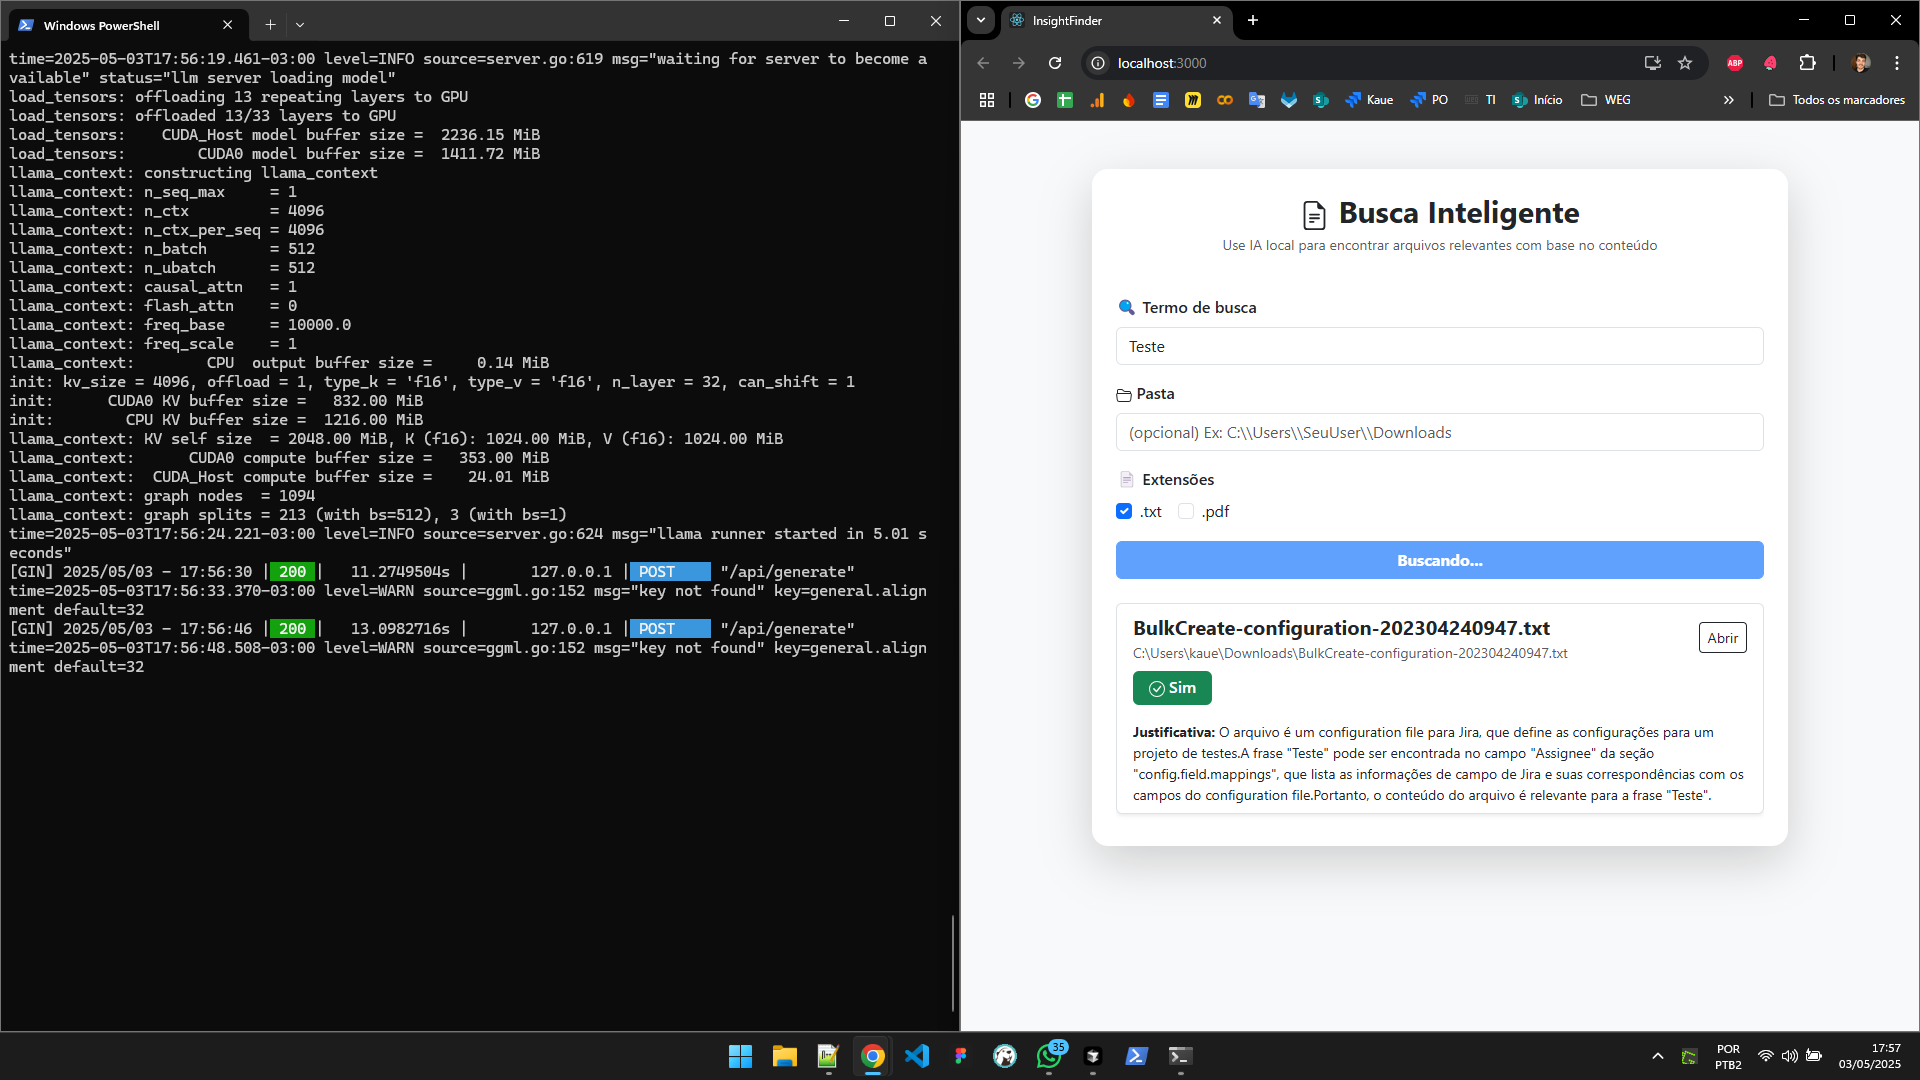 Windows PowerShell
time=2025-05-03T17:56:19.461-03:00 level=INFO source=server.go:619 msg="waiting for server to become a
vailable" status="llm server loading model"
load_tensors: offloading 13 repeating layers to GPU
load_tensors: offloaded 13/33 layers to GPU
load_tensors:    CUDA_Host model buffer size =  2236.15 MiB
load_tensors:        CUDA0 model buffer size =  1411.72 MiB
llama_context: constructing llama_context
llama_context: n_seq_max     = 1
llama_context: n_ctx         = 4096
llama_context: n_ctx_per_seq = 4096
llama_context: n_batch       = 512
llama_context: n_ubatch      = 512
llama_context: causal_attn   = 1
llama_context: flash_attn    = 0
llama_context: freq_base     = 10000.0
llama_context: freq_scale    = 1
llama_context:        CPU  output buffer size =     0.14 MiB
init: kv_size = 4096, offload = 1, type_k = 'f16', type_v = 'f16', n_layer = 32, can_shift = 1
init:      CUDA0 KV buffer size =   832.00 MiB
init:        CPU KV buffer size =  1216.00 MiB
llama_context: KV self size  = 2048.00 MiB, K (f16): 1024.00 MiB, V (f16): 1024.00 MiB
llama_context:      CUDA0 compute buffer size =   353.00 MiB
llama_context:  CUDA_Host compute buffer size =    24.01 MiB
llama_context: graph nodes  = 1094
llama_context: graph splits = 213 (with bs=512), 3 (with bs=1)
time=2025-05-03T17:56:24.221-03:00 level=INFO source=server.go:624 msg="llama runner started in 5.01 s
econds"
[GIN] 2025/05/03 - 17:56:30 | 200 |   11.2749504s |       127.0.0.1 | POST     "/api/generate"
time=2025-05-03T17:56:33.370-03:00 level=WARN source=ggml.go:152 msg="key not found" key=general.align
ment default=32
[GIN] 2025/05/03 - 17:56:46 | 200 |   13.0982716s |       127.0.0.1 | POST     "/api/generate"
time=2025-05-03T17:56:48.508-03:00 level=WARN source=ggml.go:152 msg="key not found" key=general.align
ment default=32
InsightFinder
localhost:3000
ABP
Kaue
PO
TI
Início
WEG
Todos os marcadores
Busca Inteligente
Use IA local para encontrar arquivos relevantes com base no conteúdo
Termo de busca
Teste
Pasta
(opcional) Ex: C:\\Users\\SeuUser\\Downloads
Extensões
.txt .pdf
Buscando...
BulkCreate-configuration-202304240947.txt
Abrir
C:\Users\kaue\Downloads\BulkCreate-configuration-202304240947.txt
Sim
Justificativa: O arquivo é um configuration file para Jira, que define as configurações para um
projeto de testes.A frase "Teste" pode ser encontrada no campo "Assignee" da seção
"config.field.mappings", que lista as informações de campo de Jira e suas correspondências com os
campos do configuration file.Portanto, o conteúdo do arquivo é relevante para a frase "Teste".
35
POR
PTB2
17:57
03/05/2025